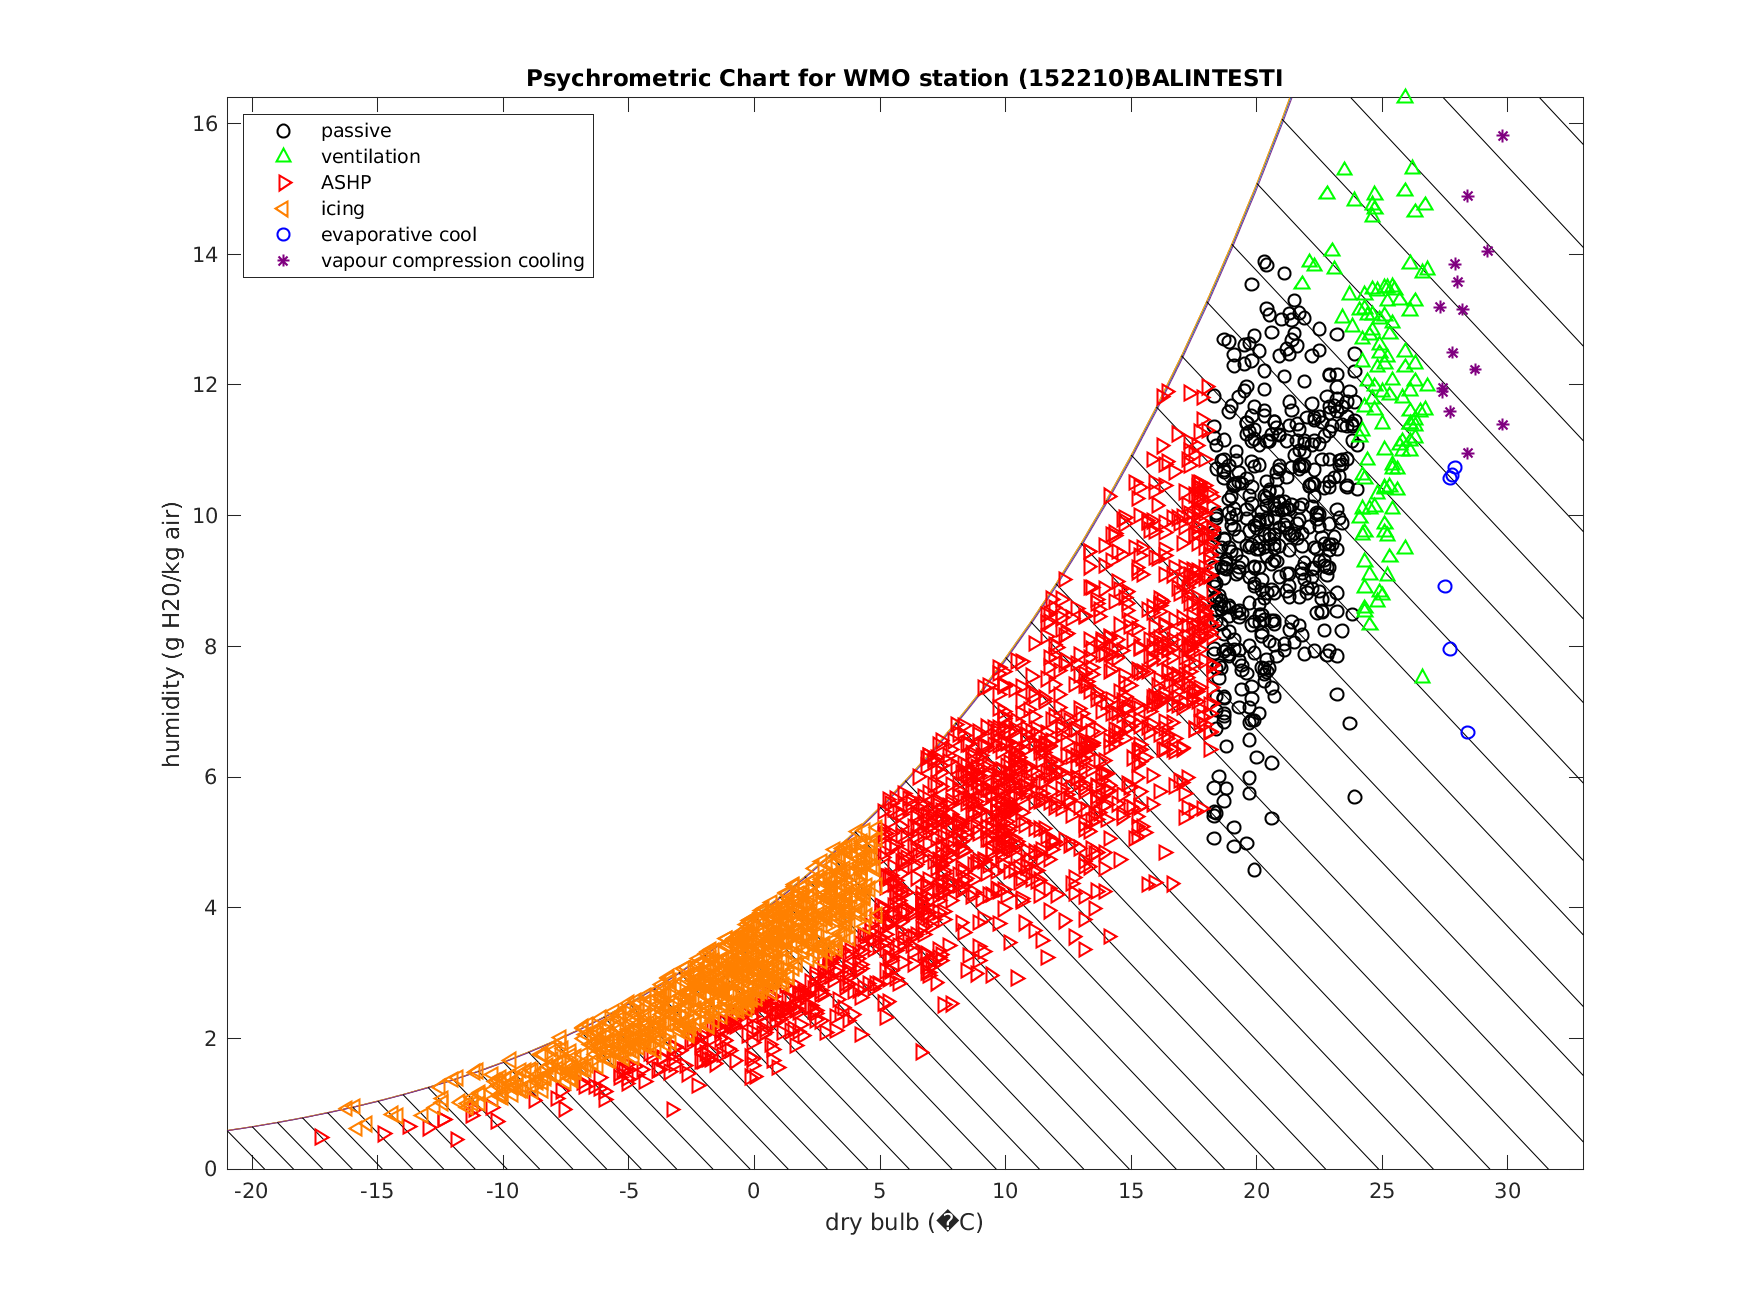 Psychrometric Chart for WMO station (152210)BALINTESTI
passive
ventilation
ASHP
icing
evaporative cool
vapour compression cooling
humidity (g H20/kg air)
16
14
12
10
8
6
4
2
0
-20 -15 -10 -5 0 5 10 15 20 25 30
dry bulb (�C)